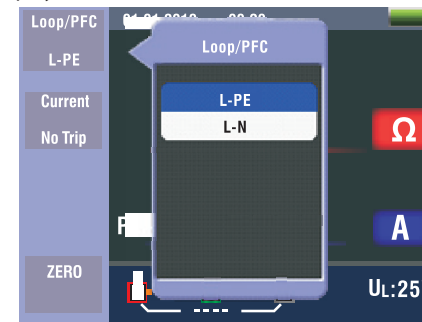 Loop/PFC
L-PE
Current
No Trip
ZERO
Loop/PFC
L-PE
L-N
Ω
A
UL:25